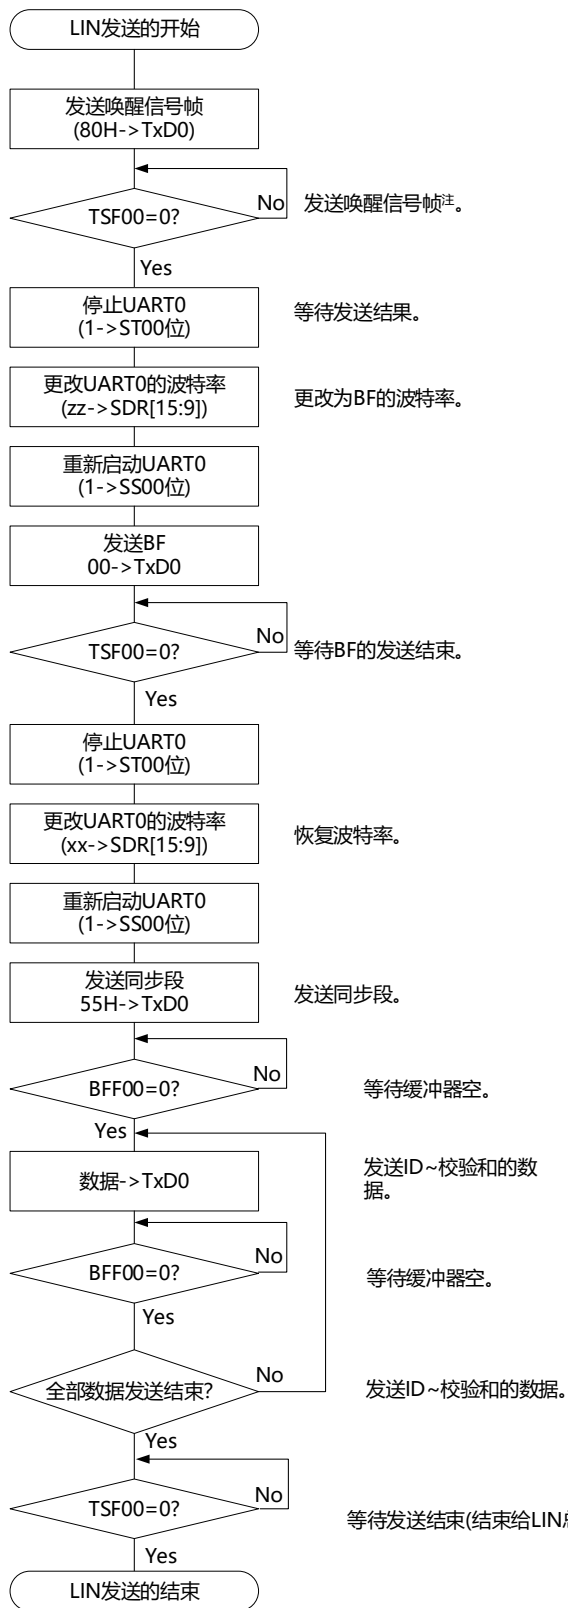 LIN发送的开始
发送唤醒信号帧
(80H->TxD0)
TSF00=0?
No
发送唤醒信号帧注。
Yes
停止UART0
(1->ST00位)
等待发送结果。
更改UART0的波特率
(zz->SDR[15:9])
更改为BF的波特率。
重新启动UART0
(1->SS00位)
发送BF
00->TxD0
TSF00=0?
No
等待BF的发送结束。
Yes
停止UART0
(1->ST00位)
更改UART0的波特率
(xx->SDR[15:9])
恢复波特率。
重新启动UART0
(1->SS00位)
发送同步段
55H->TxD0
发送同步段。
BFF00=0?
No
等待缓冲器空。
Yes
数据->TxD0
发送ID~校验和的数
据。
BFF00=0?
No
等待缓冲器空。
Yes
全部数据发送结束?
No
发送ID~校验和的数据。
Yes
TSF00=0?
No
等待发送结束(结束给LIN
Yes
LIN发送的结束